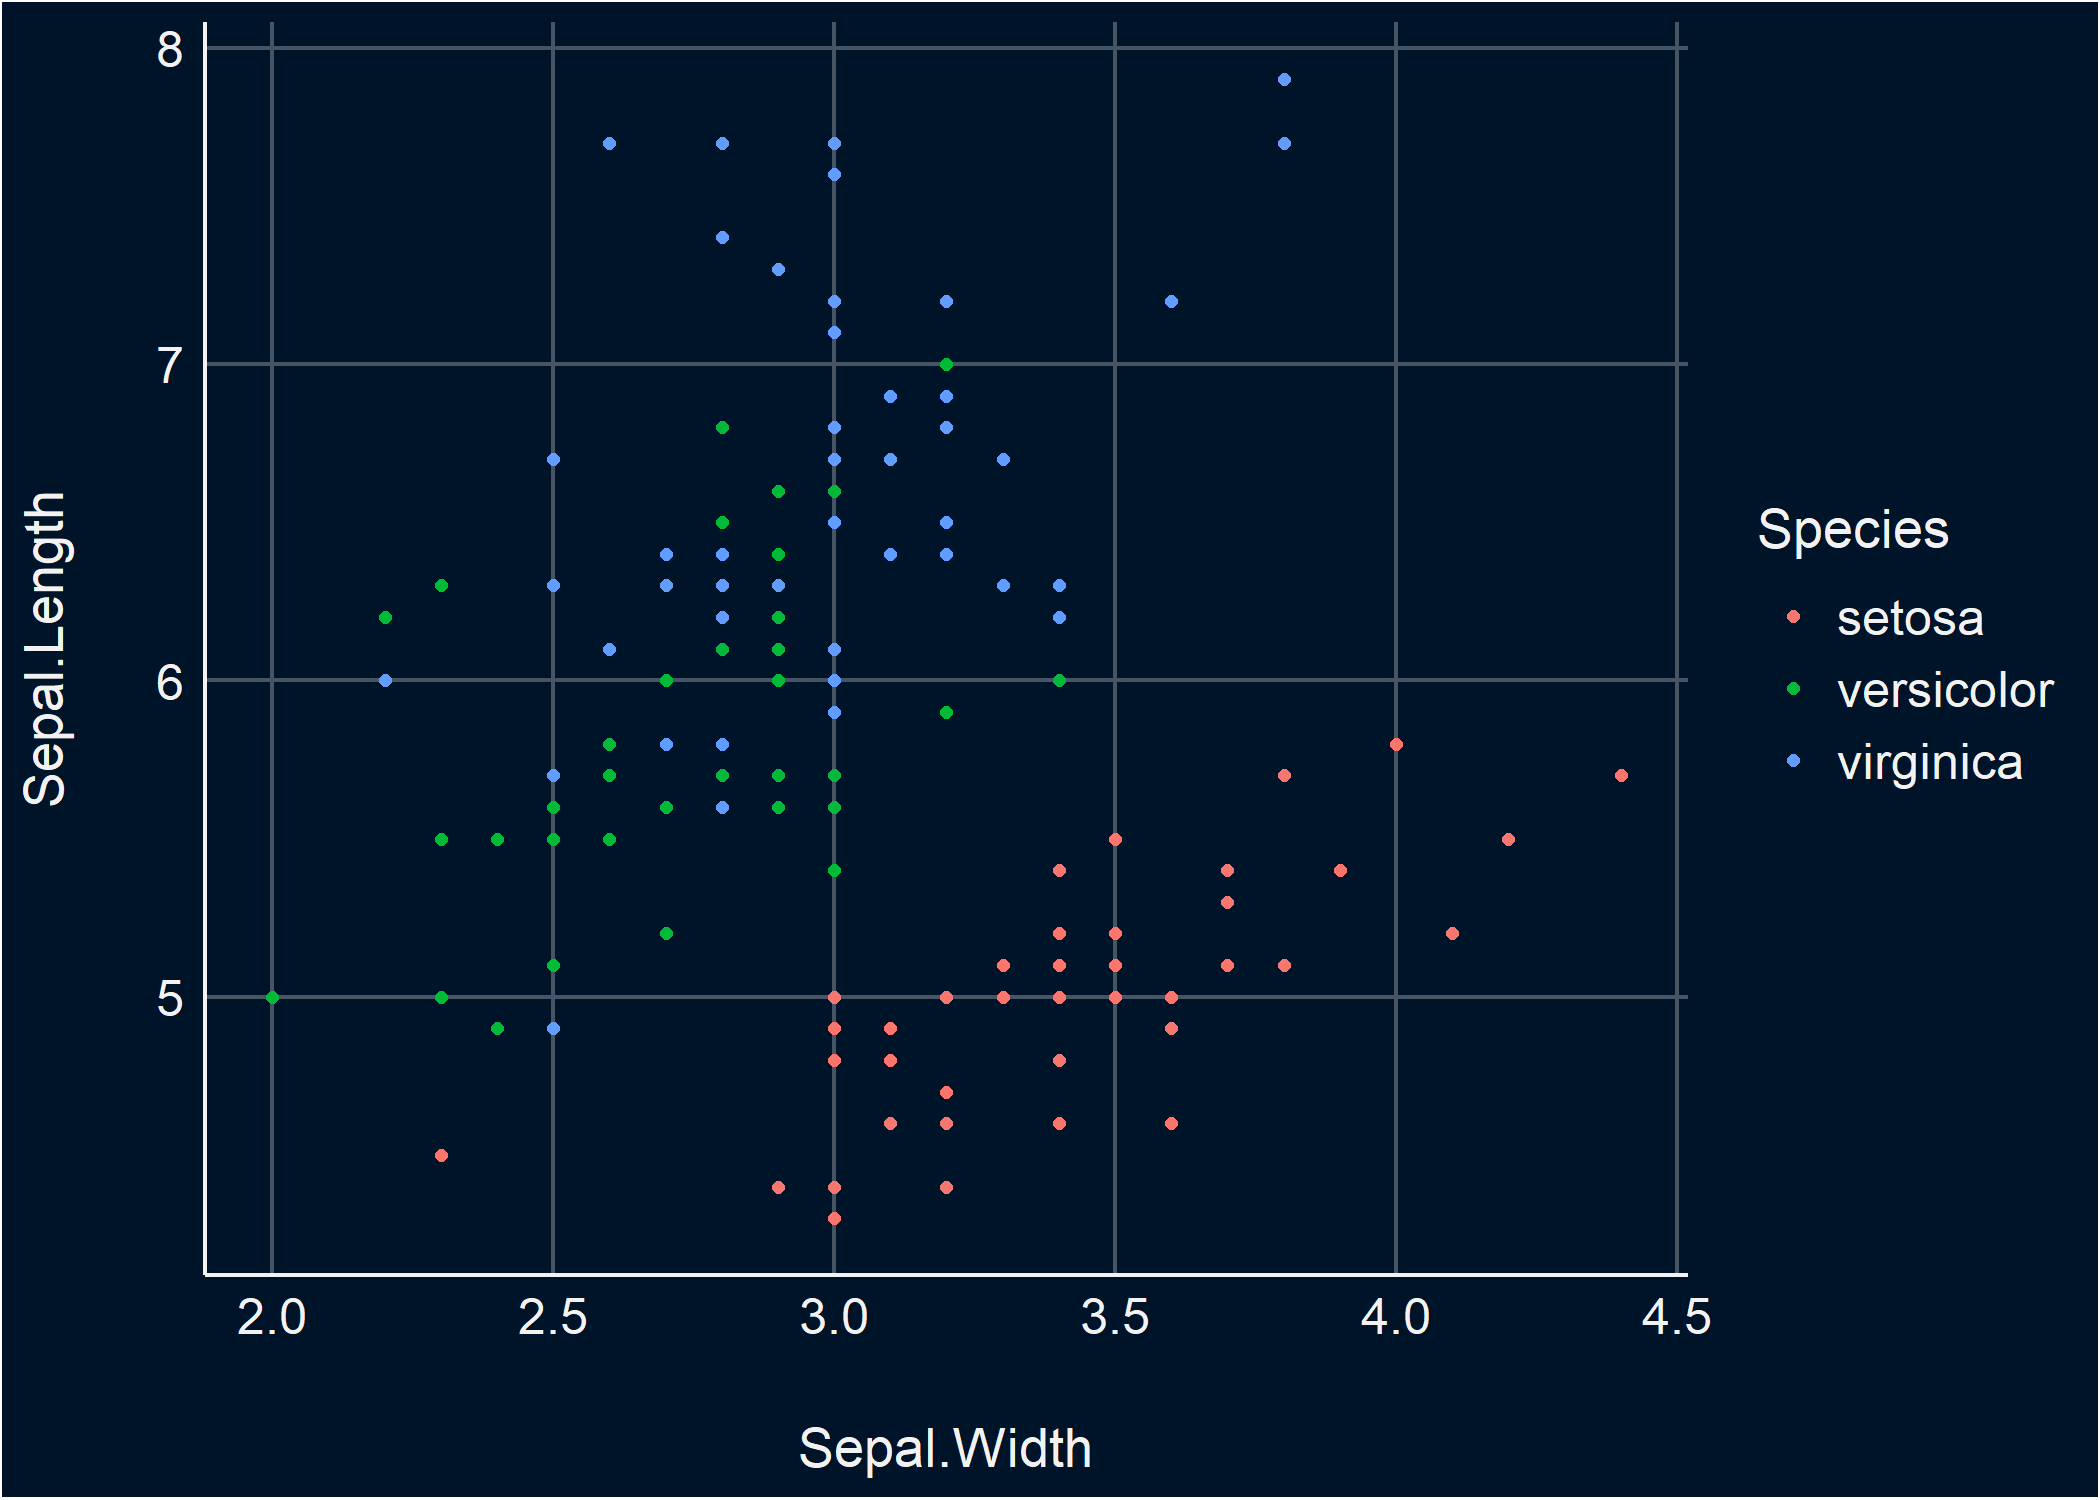 8
7
6
5
Sepal.Length
2.0 2.5 3.0 3.5 4.0 4.5
Sepal.Width
Species
setosa
versicolor
virginica